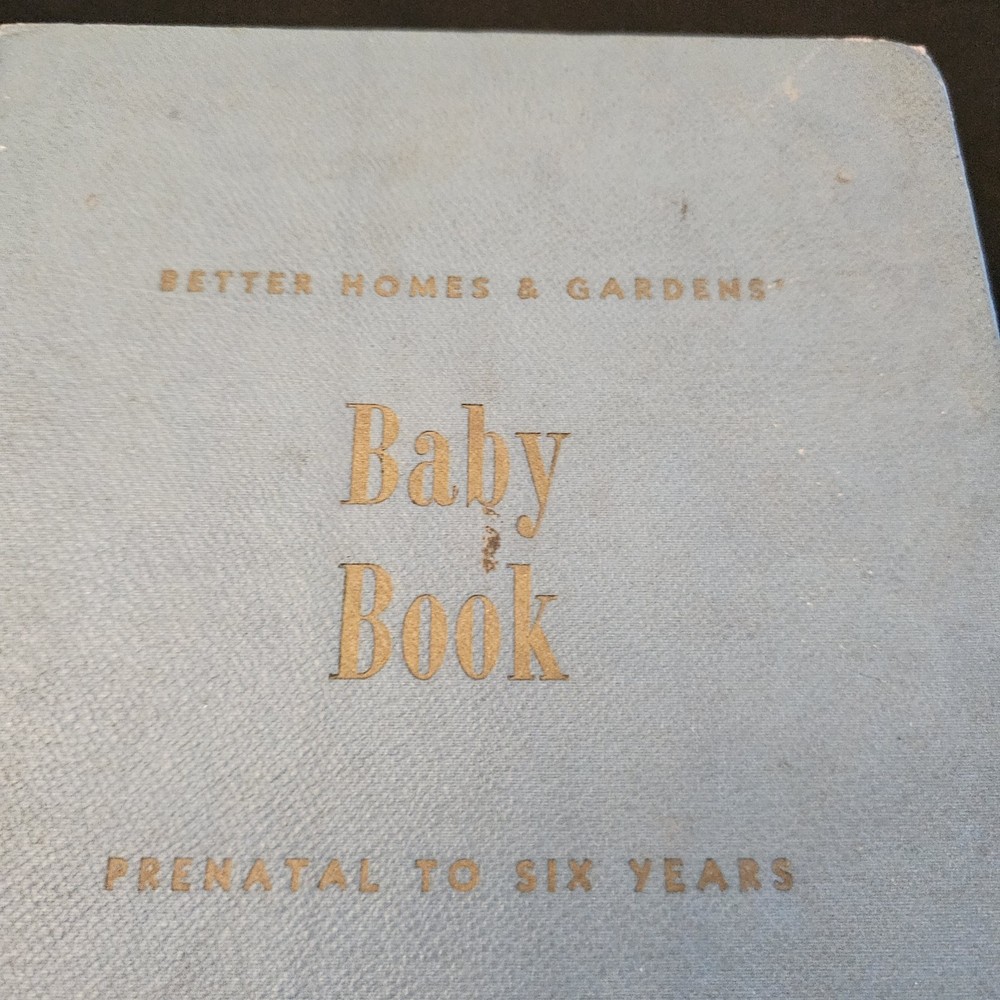 BETTER HOMES & GARDENS'
Baby
Book
PRENATAL TO SIX YEARS